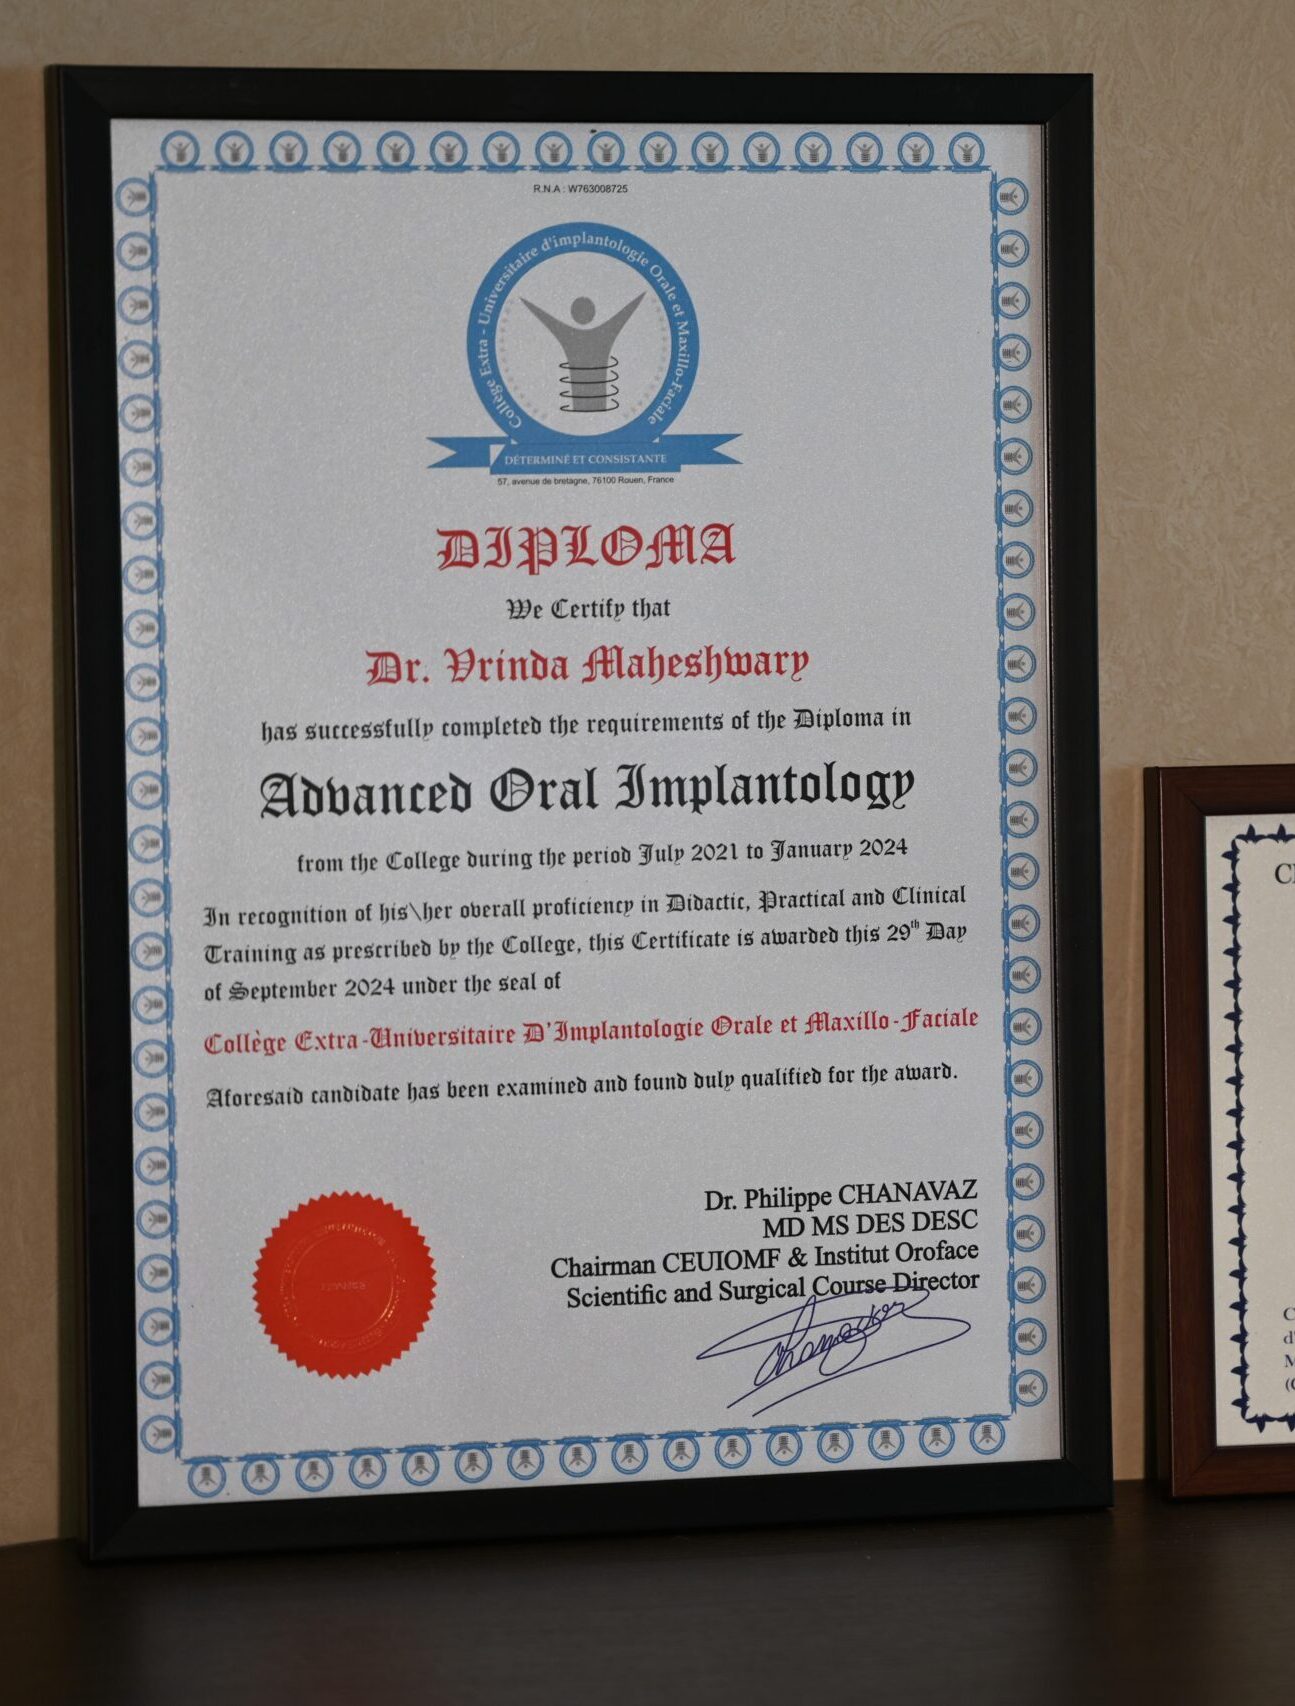 R.N.A : W763008725
Collège Extra - Universitaire d'implantologie Orale et Maxillo-Faciale
DÉTERMINÉ ET CONSISTANTE
57, avenue de bretagne, 76100 Rouen, France
DIPLOMA
We Certify that
Dr. Vrinda Maheshwary
has successfully completed the requirements of the Diploma in
Advanced Oral Implantology
from the College during the period July 2021 to January 2024
In recognition of his\her overall proficiency in Didactic, Practical and Clinical
Training as prescribed by the College, this Certificate is awarded this 29th Day
of September 2024 under the seal of
Collège Extra-Universitaire D'Implantologie Orale et Maxillo-Faciale
Aforesaid candidate has been examined and found duly qualified for the award.
Dr. Philippe CHANAVAZ
MD MS DES DESC
Chairman CEUIOMF & Institut Oroface
Scientific and Surgical Course Director